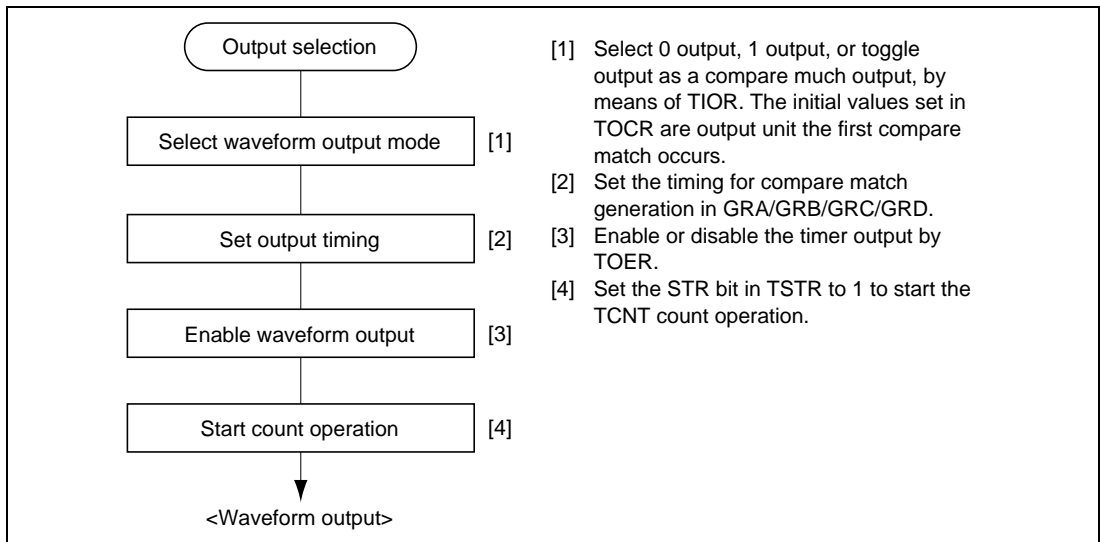 Output selection
Select waveform output mode [1]
Set output timing [2]
Enable waveform output [3]
Start count operation [4]
<Waveform output>
[1] Select 0 output, 1 output, or toggle
output as a compare much output, by
means of TIOR. The initial values set in
TOCR are output unit the first compare
match occurs.
[2] Set the timing for compare match
generation in GRA/GRB/GRC/GRD.
[3] Enable or disable the timer output by
TOER.
[4] Set the STR bit in TSTR to 1 to start the
TCNT count operation.